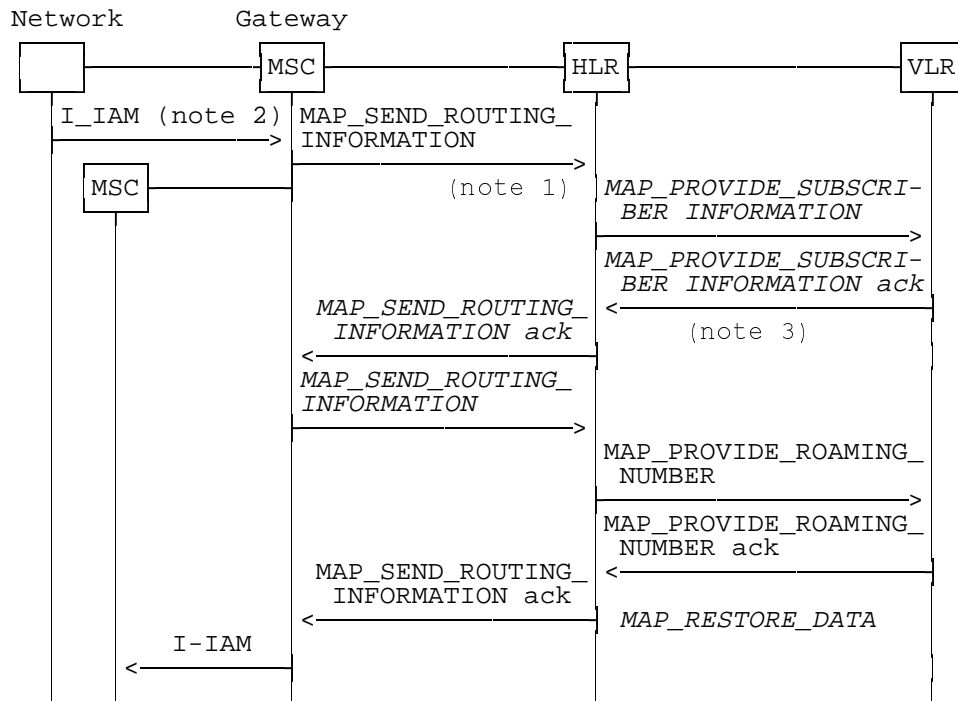 Network Gateway
MSC HLR VLR
I_IAM (note 2)
MAP_SEND_ROUTING_
INFORMATION
MSC
(note 1)
MAP_PROVIDE_SUBSCRI-
BER INFORMATION
MAP_PROVIDE_SUBSCRI-
BER INFORMATION ack
(note 3)
MAP_SEND_ROUTING_
INFORMATION ack
MAP_SEND_ROUTING_
INFORMATION
MAP_PROVIDE_ROAMING_
NUMBER
MAP_PROVIDE_ROAMING_
NUMBER ack
MAP_SEND_ROUTING_
INFORMATION ack
MAP_RESTORE_DATA
I-IAM